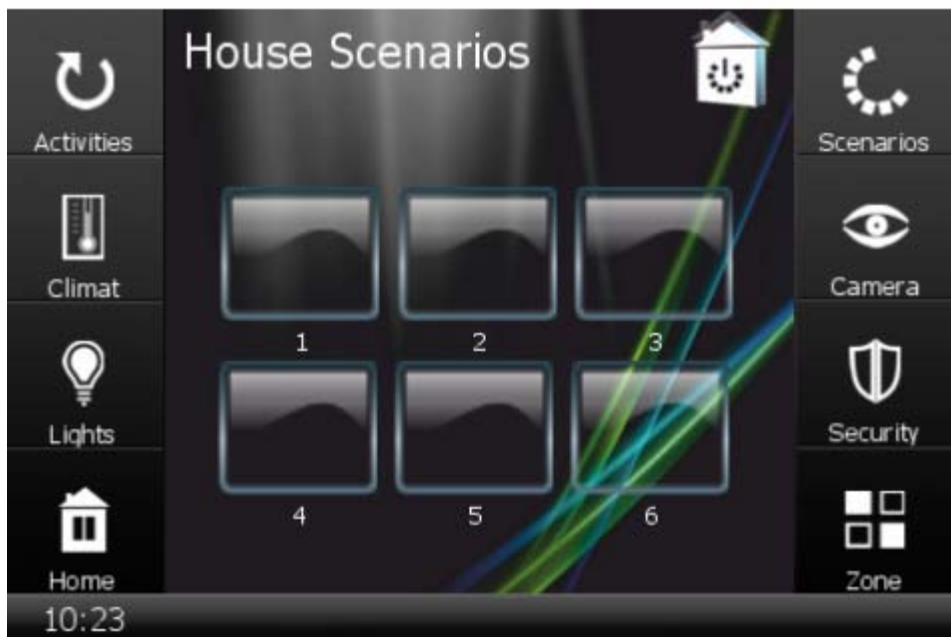 House Scenarios
Activities
Scenarios
Climat
Camera
1
2
3
Lights
Security
4
5
6
Home
Zone
10:23